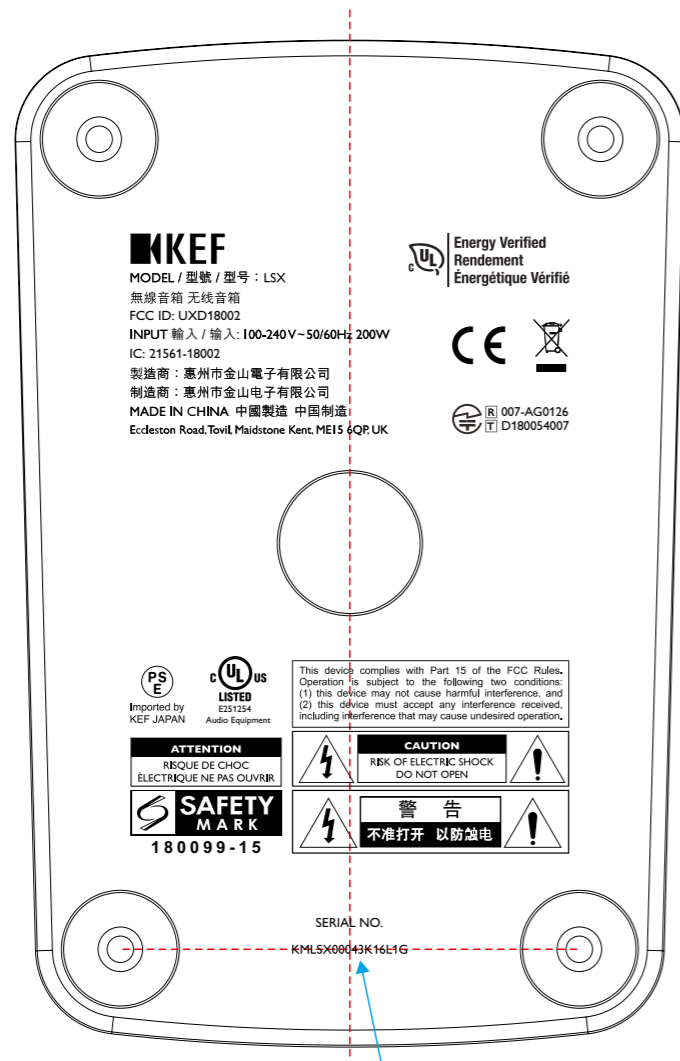 KEF
MODEL / 型號 / 型号：LSX
無線音箱 无线音箱
FCC ID: UXD18002
INPUT 輸入 / 输入: 100-240V~50/60Hz 200W
IC: 21561-18002
製造商：惠州市金山電子有限公司
制造商：惠州市金山电子有限公司
MADE IN CHINA 中國製造 中国制造
Eccleston Road, Tovil, Maidstone Kent, ME15 6QP, UK
c UL
Energy Verified
Rendement
Énergétique Vérifié
CE
R 007-AG0126
T D180054007
PS
E
Imported by
KEF JAPAN
c UL US
LISTED
E251254
Audio Equipment
This device complies with Part 15 of the FCC Rules.
Operation is subject to the following two conditions:
(1) this device may not cause harmful interference, and
(2) this device must accept any interference received,
including interference that may cause undesired operation.
ATTENTION
RISQUE DE CHOC
ÉLECTRIQUE NE PAS OUVRIR
CAUTION
RISK OF ELECTRIC SHOCK
DO NOT OPEN
SAFETY
MARK
180099-15
警 告
不准打开 以防蝕电
SERIAL NO.
KMLSX00043K16L1G